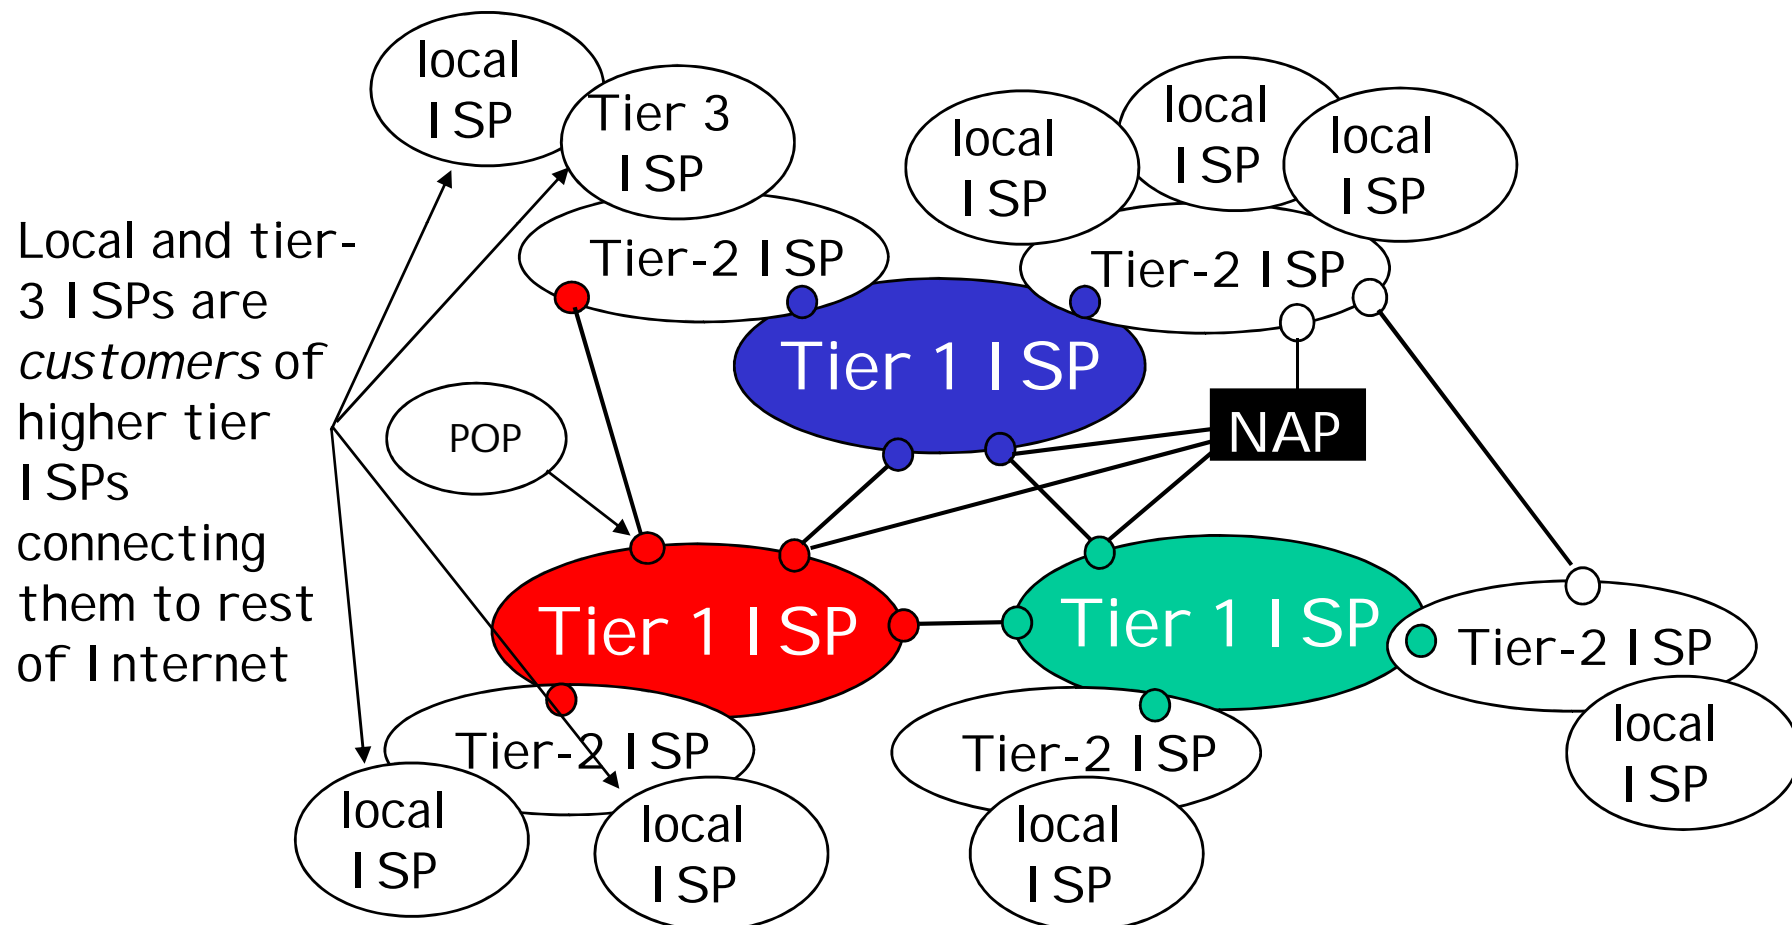 local
ISP
Tier 3
ISP
local
ISP
local
ISP
local
ISP
Local and tier-
3 ISPs are
customers of
higher tier
ISPs
connecting
them to rest
of Internet
Tier-2 ISP
Tier-2 ISP
Tier 1 ISP
NAP
POP
Tier 1 ISP
Tier 1 ISP
Tier-2 ISP
local
ISP
Tier-2 ISP
local
ISP
local
ISP
Tier-2 ISP
local
ISP